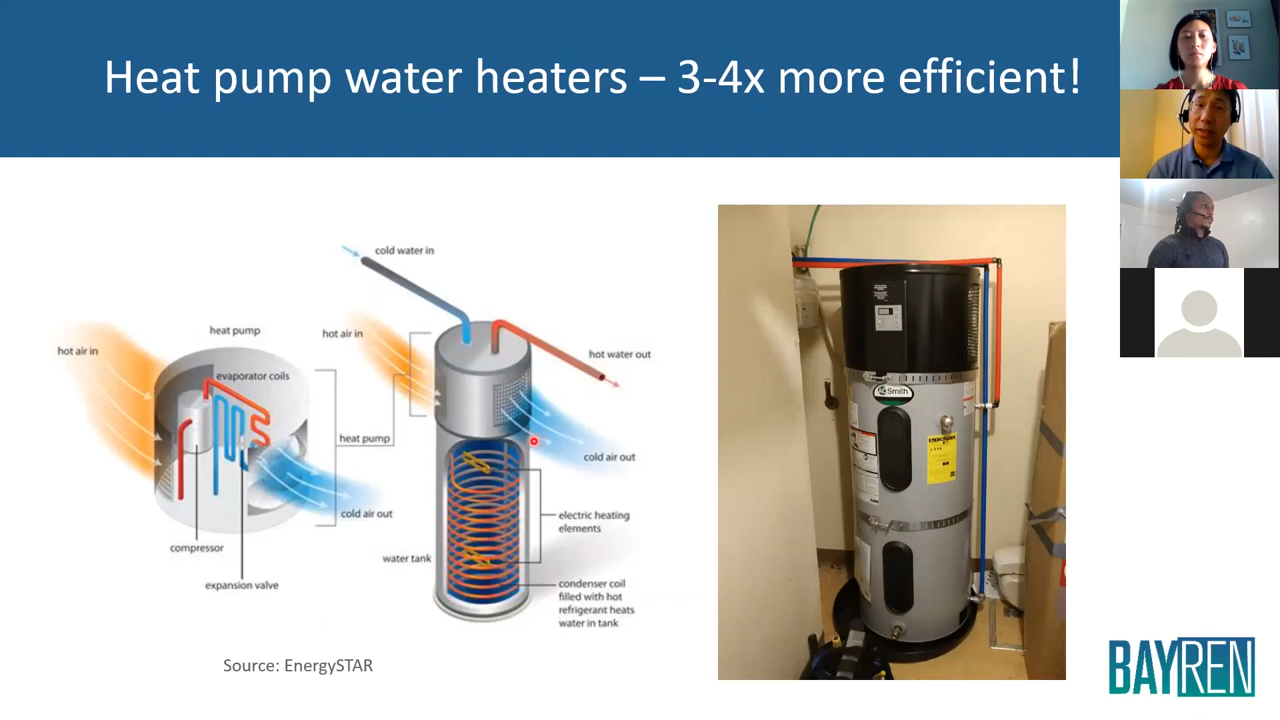 Heat pump water heaters – 3-4x more efficient!
cold water in
hot air in
heat pump
hot air in
evaporator coils
hot water out
heat pump
cold air out
cold air out
electric heating
elements
compressor
water tank
expansion valve
condenser coil
filled with hot
refrigerant heats
water in tank
Source: EnergySTAR
Smith
BAYREN